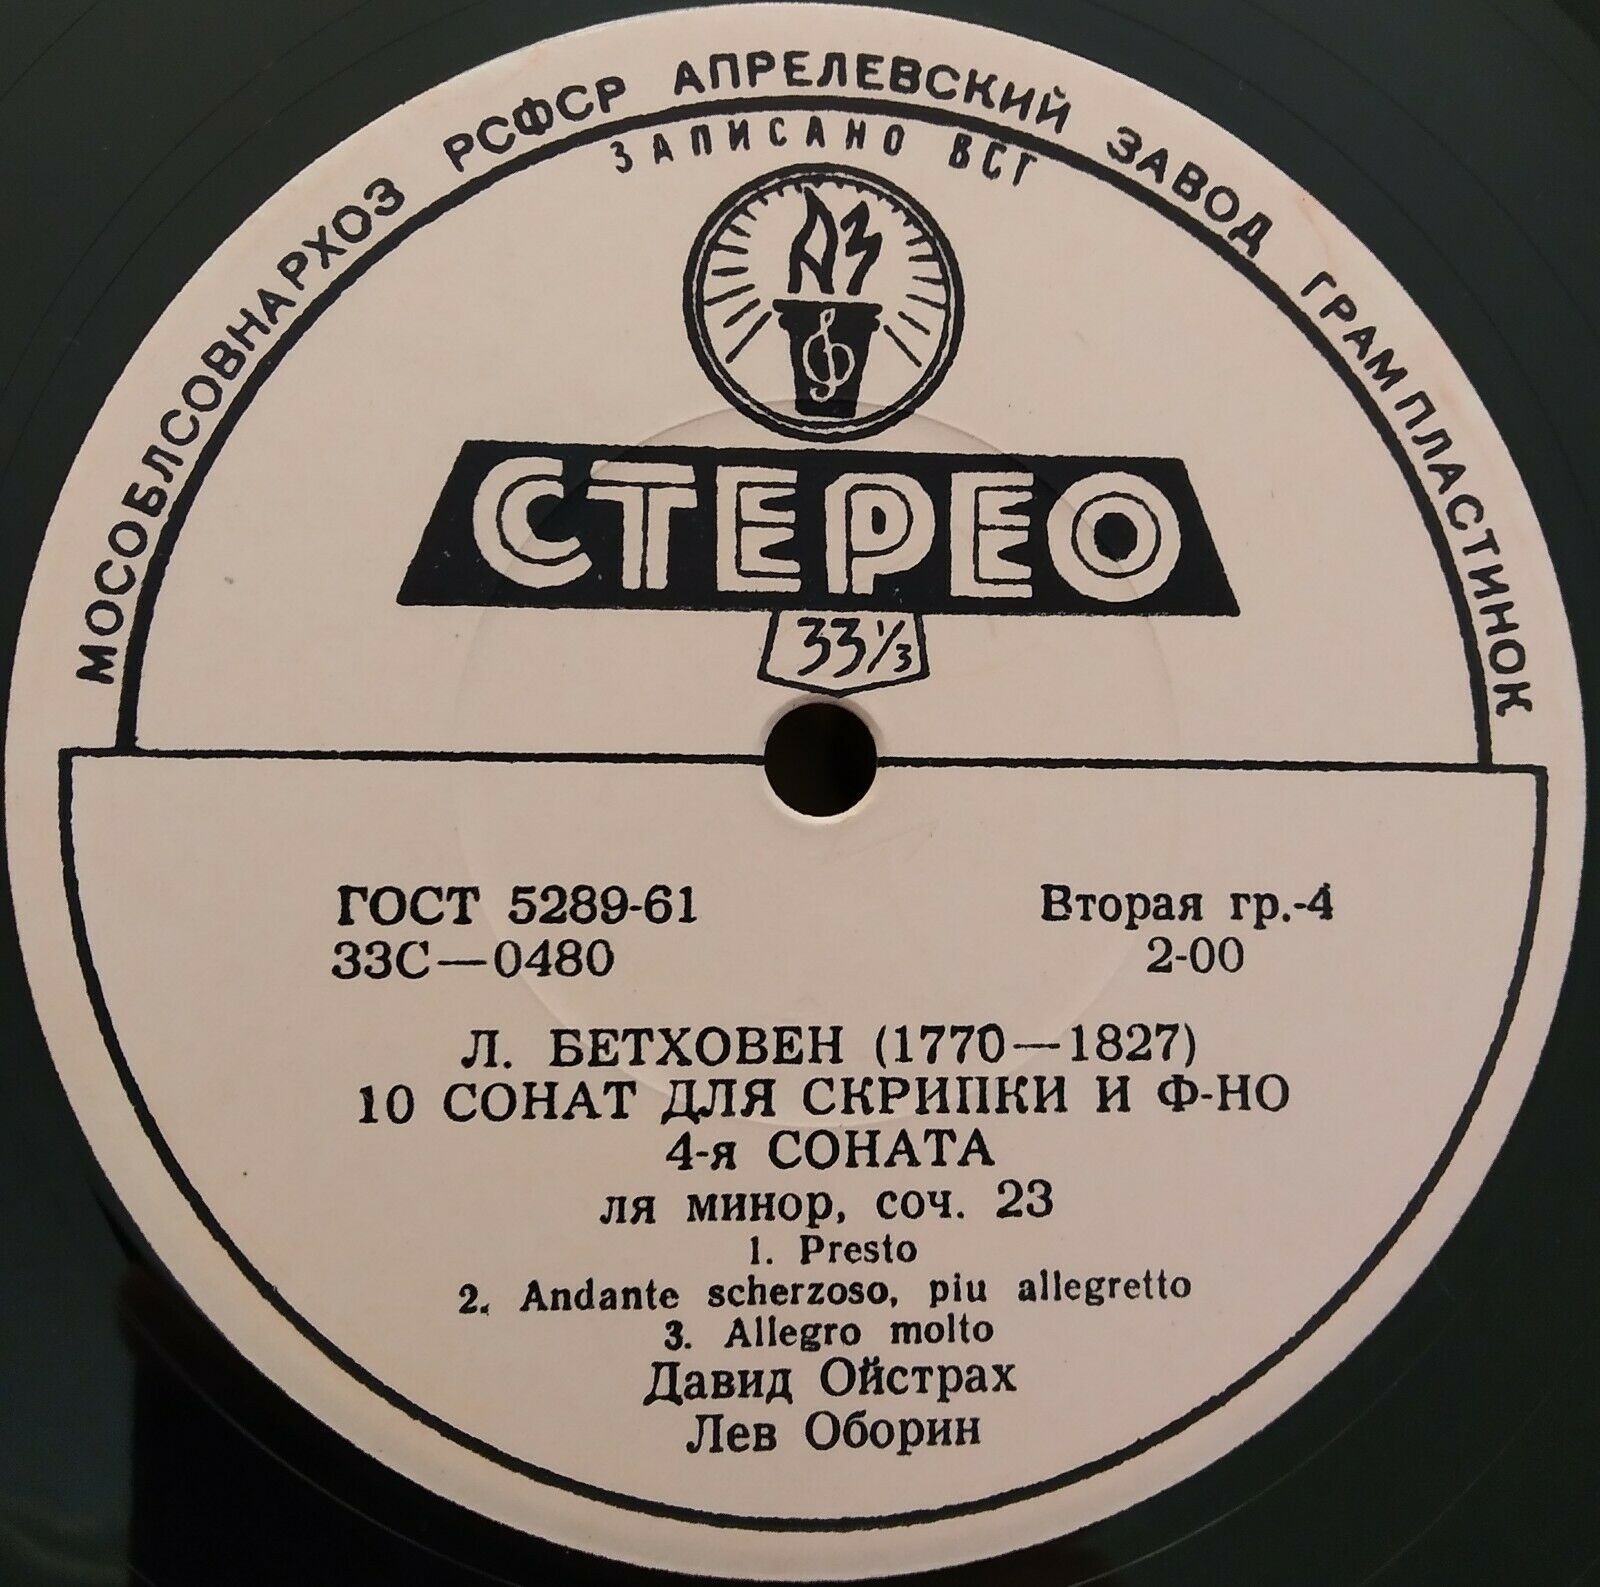 МОСОБЛСОВНАРХОЗ РСФСР АПРЕЛЕВСКИЙ ЗАВОД ГРАМПЛАСТИНОК
ЗАПИСАНО ВСГ
АЗ
СТЕРЕО
33⅓
ГОСТ 5289-61 Вторая гр.-4
33С—0480 2-00
Л. БЕТХОВЕН (1770—1827)
10 СОНАТ ДЛЯ СКРИПКИ И Ф-НО
4-я СОНАТА
ля минор, соч. 23
1. Presto
2. Andante scherzoso, piu allegretto
3. Allegro molto
Давид Ойстрах
Лев Оборин